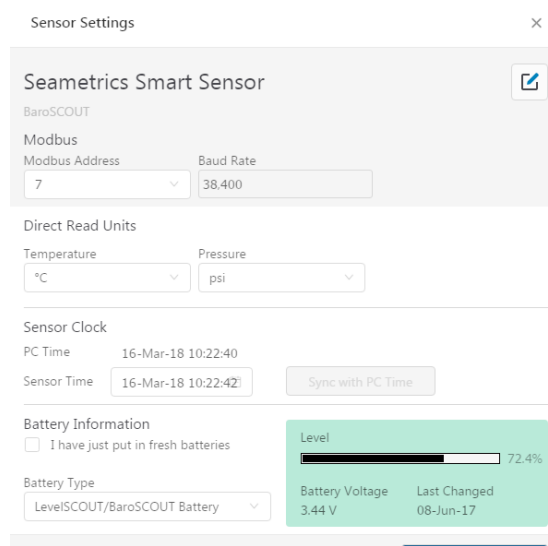 Sensor Settings
Seametrics Smart Sensor
BaroSCOUT
Modbus
Modbus Address Baud Rate
7 38,400
Direct Read Units
Temperature Pressure
°C psi
Sensor Clock
PC Time 16-Mar-18 10:22:40
Sensor Time 16-Mar-18 10:22:42 Sync with PC Time
Battery Information
I have just put in fresh batteries
Level
72.4%
Battery Type
LevelSCOUT/BaroSCOUT Battery
Battery Voltage Last Changed
3.44 V 08-Jun-17